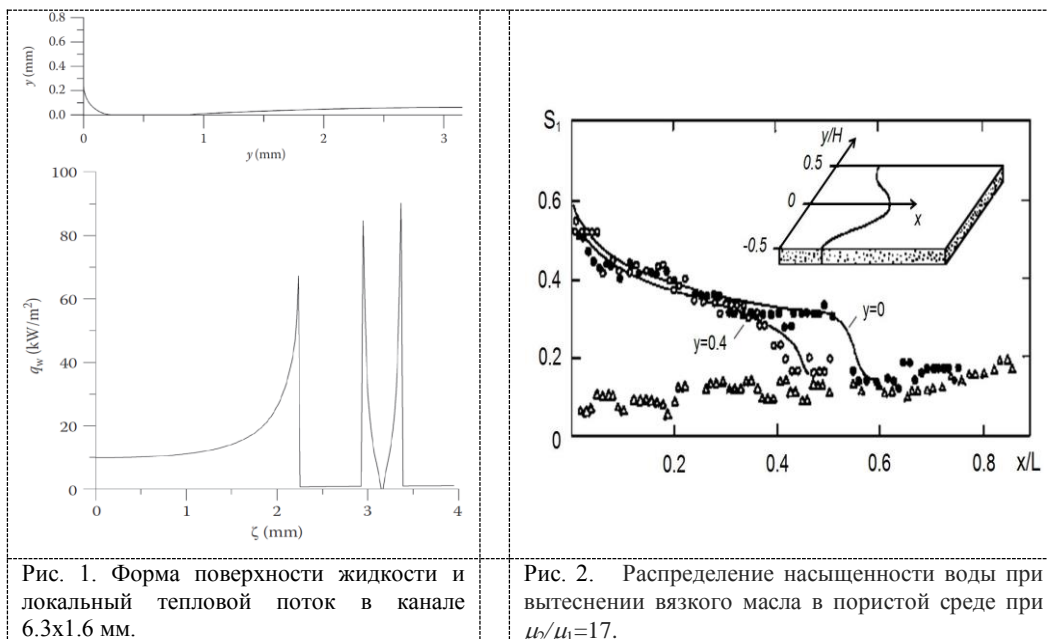 0.8
0.6
0.4
0.2
0.0
y (mm)
0 1 2 3
y (mm)
100
80
60
40
20
0
q_w (kW/m²)
0 1 2 3 4
ζ (mm)
Рис. 1. Форма поверхности жидкости и
локальный тепловой поток в канале
6.3x1.6 мм.
S₁
0.6
0.4
0.2
0
y/H
0.5
0
-0.5
x
y=0
y=0.4
0.2 0.4 0.6 0.8 x/L
Рис. 2. Распределение насыщенности воды при
вытеснении вязкого масла в пористой среде при
μ₂/μ₁=17.